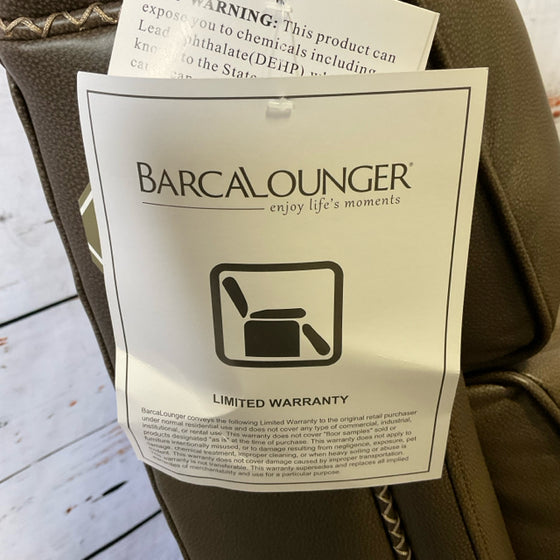 WARNING: This product can
expose you to chemicals including
Lead, phthalate(DEHP)
to the State
BARCALOUNGER®
enjoy life's moments
LIMITED WARRANTY
BarcaLounger conveys the following Limited Warranty to the original retail purchaser
under normal residential use and does not cover any type of commercial, industrial,
institutional, or rental use. This warranty does not cover "floor samples" sold or
products designated "as is" at the time of purchase. This warranty does not apply to
furniture intentionally misused, or to damage resulting from negligence, exposure, pet
damage, chemical treatment, improper cleaning, or when heavy soiling or abuse is
This warranty does not cover damage caused by improper transportation.
warranty is not transferable. This warranty supersedes and replaces all implied
of merchantability and use for a particular purpose.